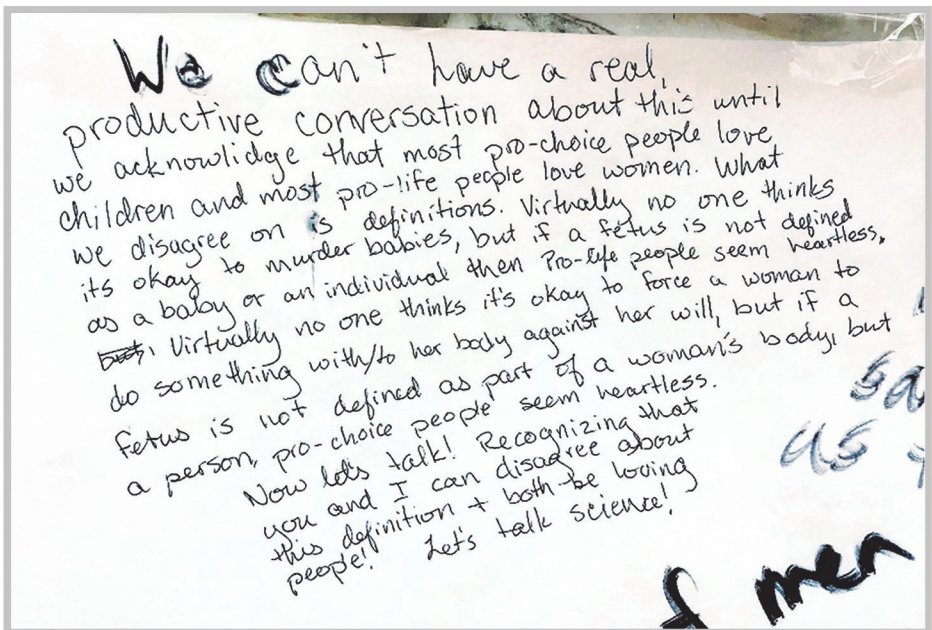 We can't have a real,
productive conversation about this until
we acknowlidge that most pro-choice people love
children and most pro-life people love women. What
we disagree on is definitions. Virtually no one thinks
its okay to murder babies, but if a fetus is not defined
as a baby or an individual then Pro-life people seem heartless.
but, Virtually no one thinks it's okay to force a woman to
do something with/to her body against her will, but if a
Fetus is not defined as part of a woman's body, but
a person, pro-choice people seem heartless.
Now let's talk! Recognizing that
you and I can disagree about
this definition + both be loving
people! Let's talk science!
sa
as
men